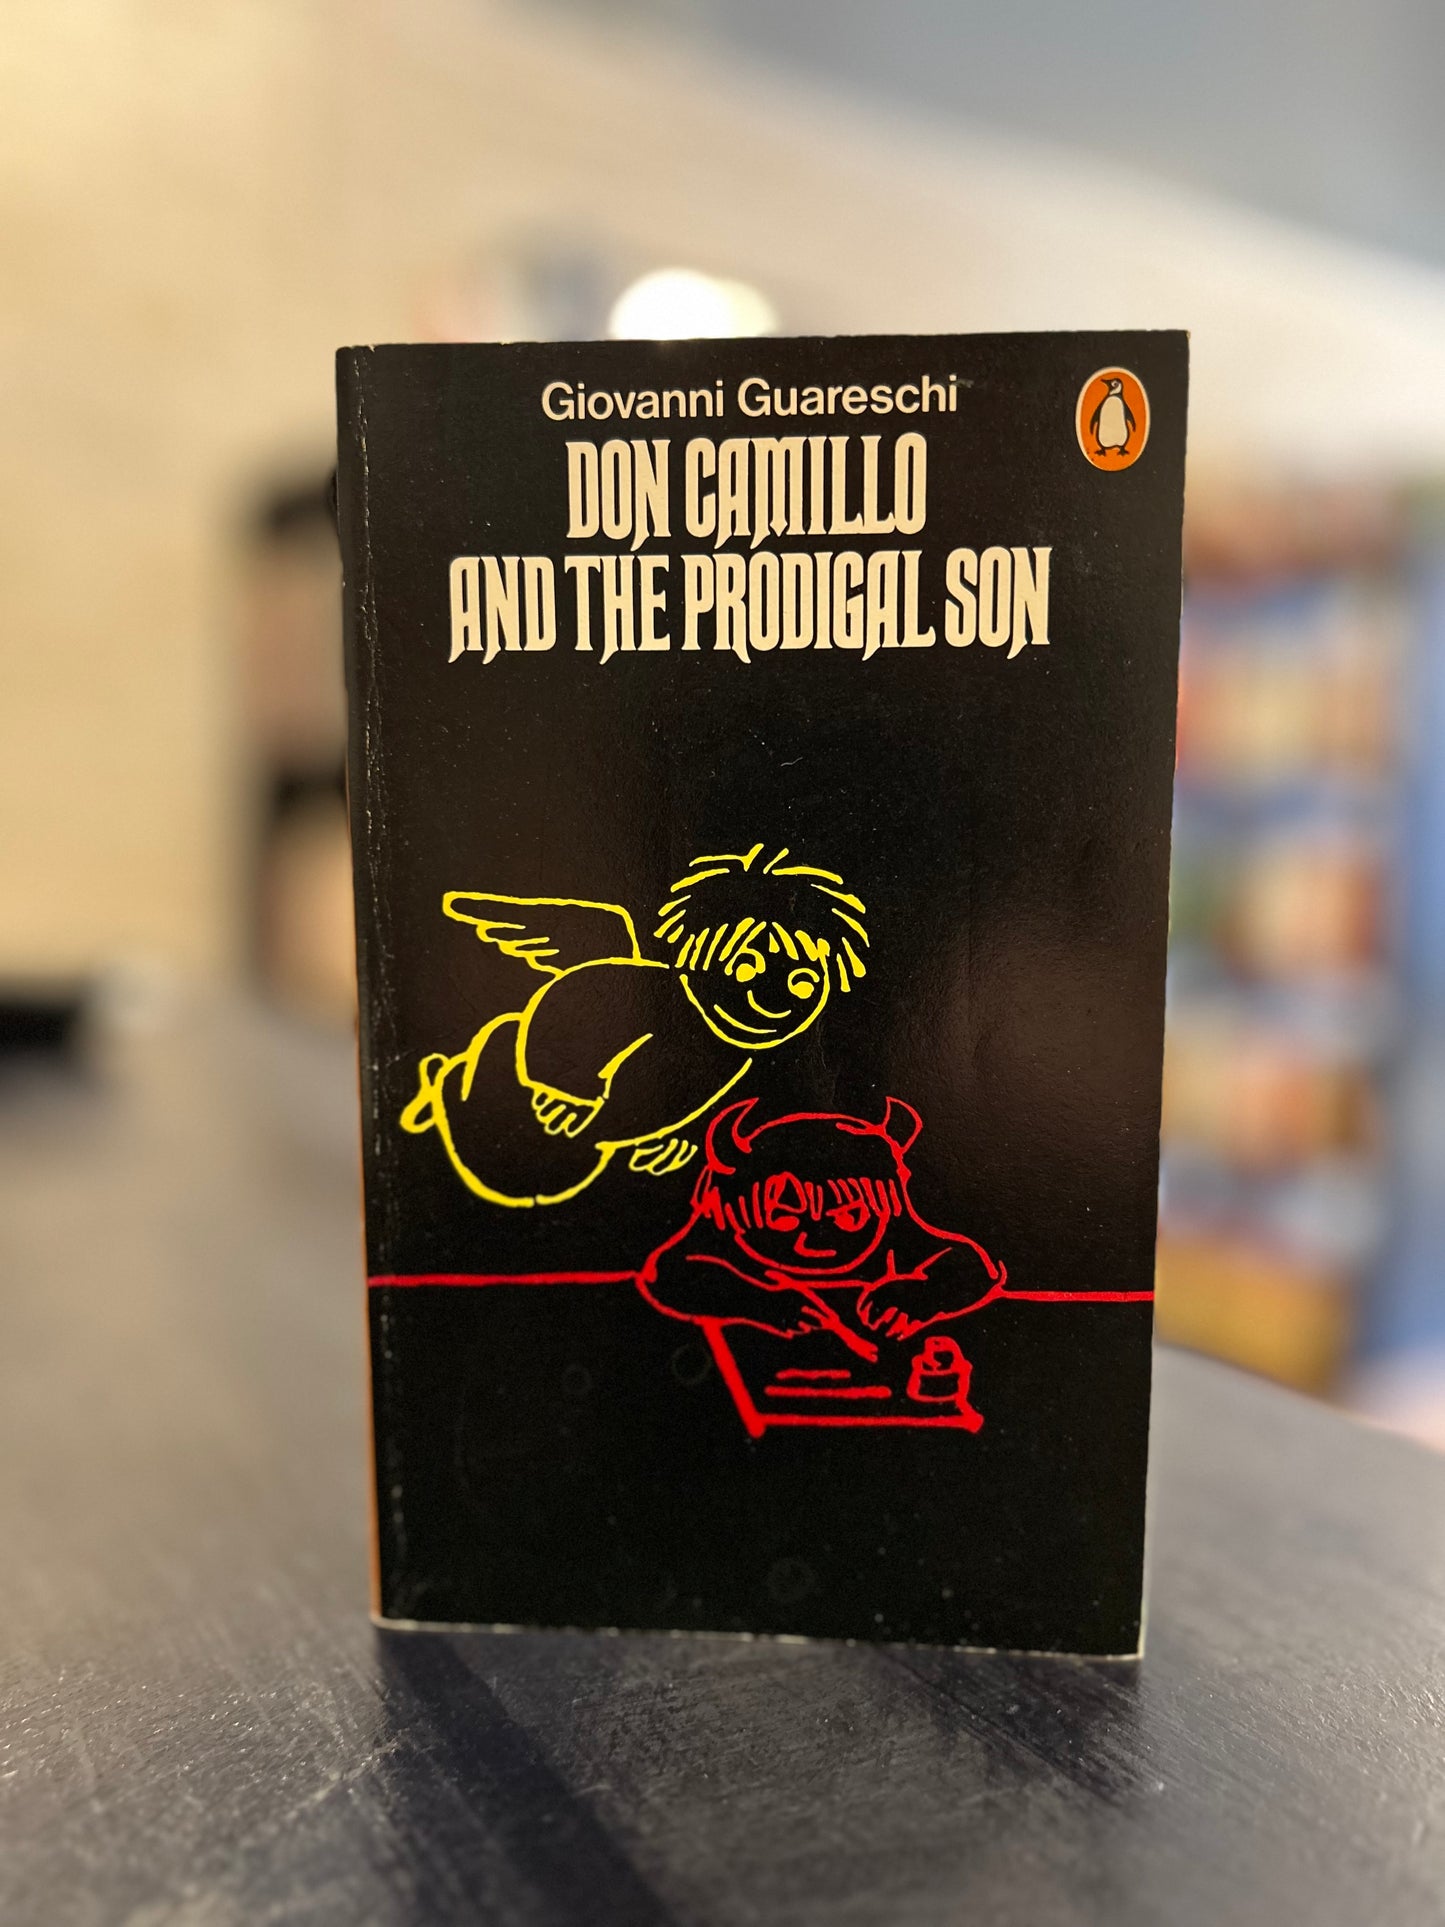 Giovanni Guareschi
DON CAMILLO
AND THE PRODIGAL SON